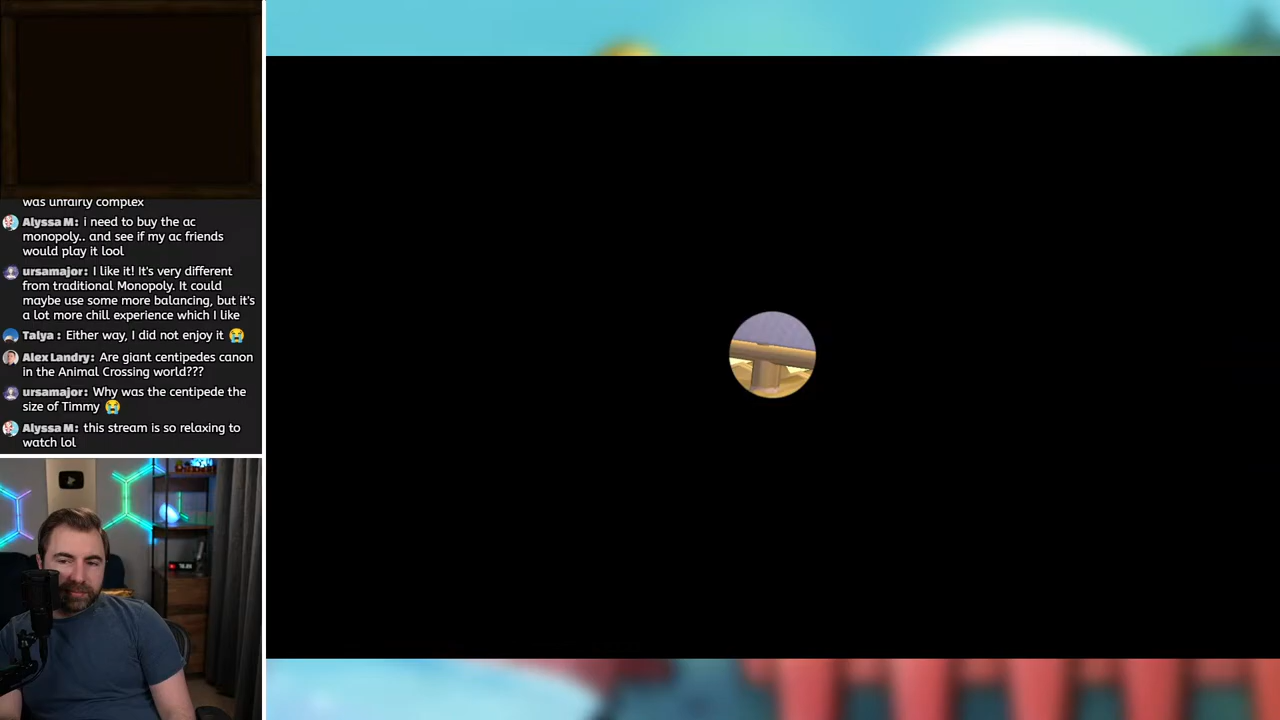 was unfairly complex
Alyssa M: i need to buy the ac
monopoly.. and see if my ac friends
would play it lool
ursamajor: I like it! It's very different
from traditional Monopoly. It could
maybe use some more balancing, but it's
a lot more chill experience which I like
Talya : Either way, I did not enjoy it 😭
Alex Landry: Are giant centipedes canon
in the Animal Crossing world???
ursamajor: Why was the centipede the
size of Timmy 😭
Alyssa M: this stream is so relaxing to
watch lol